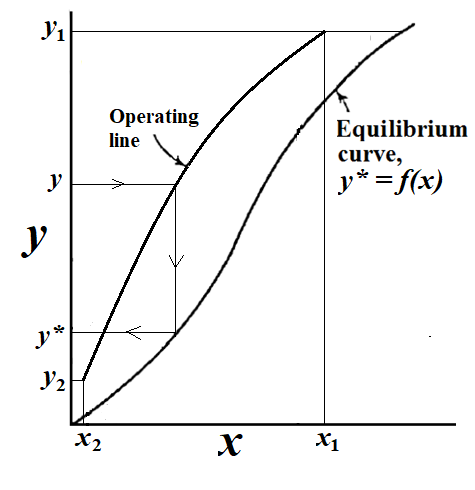 y₁
Operating
line
Equilibrium
curve,
y* = f(x)
y
y
y*
y₂
x₂
x
x₁